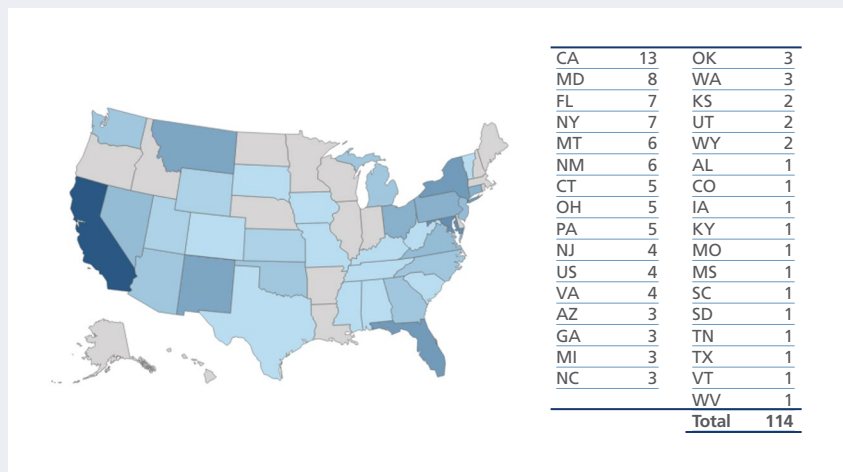 CA 13 OK 3
MD 8 WA 3
FL 7 KS 2
NY 7 UT 2
MT 6 WY 2
NM 6 AL 1
CT 5 CO 1
OH 5 IA 1
PA 5 KY 1
NJ 4 MO 1
US 4 MS 1
VA 4 SC 1
AZ 3 SD 1
GA 3 TN 1
MI 3 TX 1
NC 3 VT 1
WV 1
Total 114